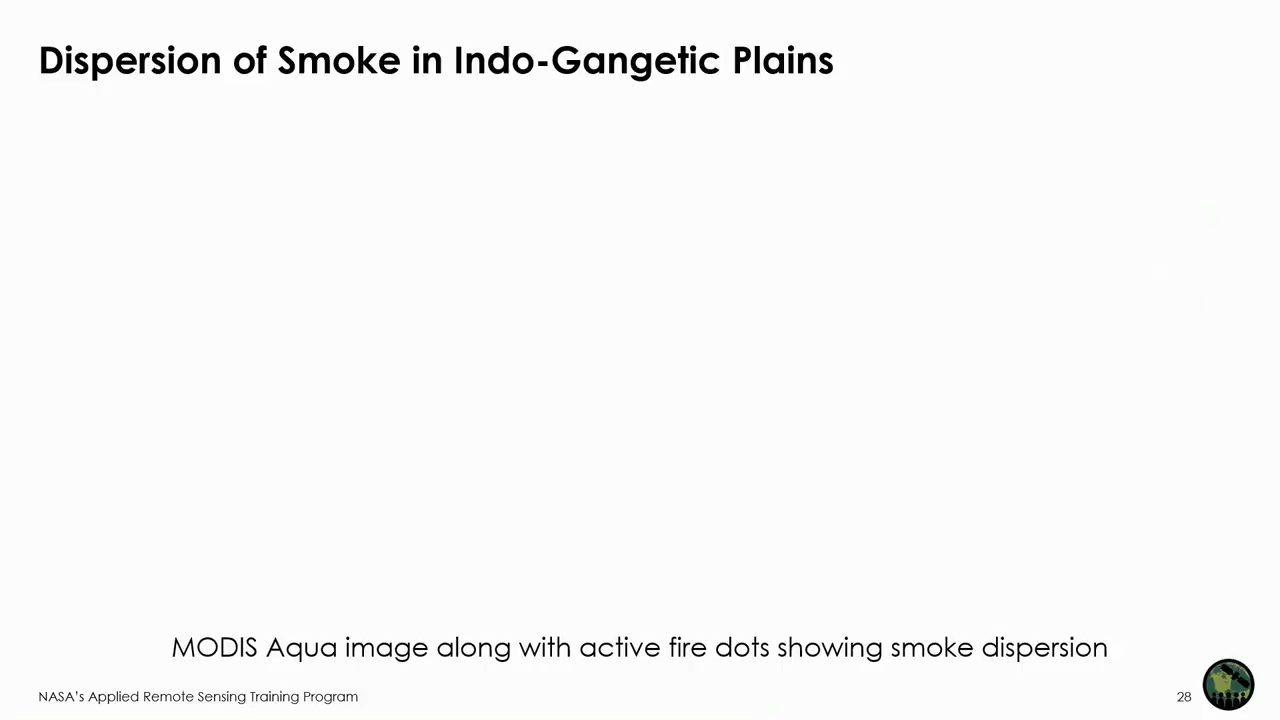 Dispersion of Smoke in Indo-Gangetic Plains
MODIS Aqua image along with active fire dots showing smoke dispersion
NASA's Applied Remote Sensing Training Program
28